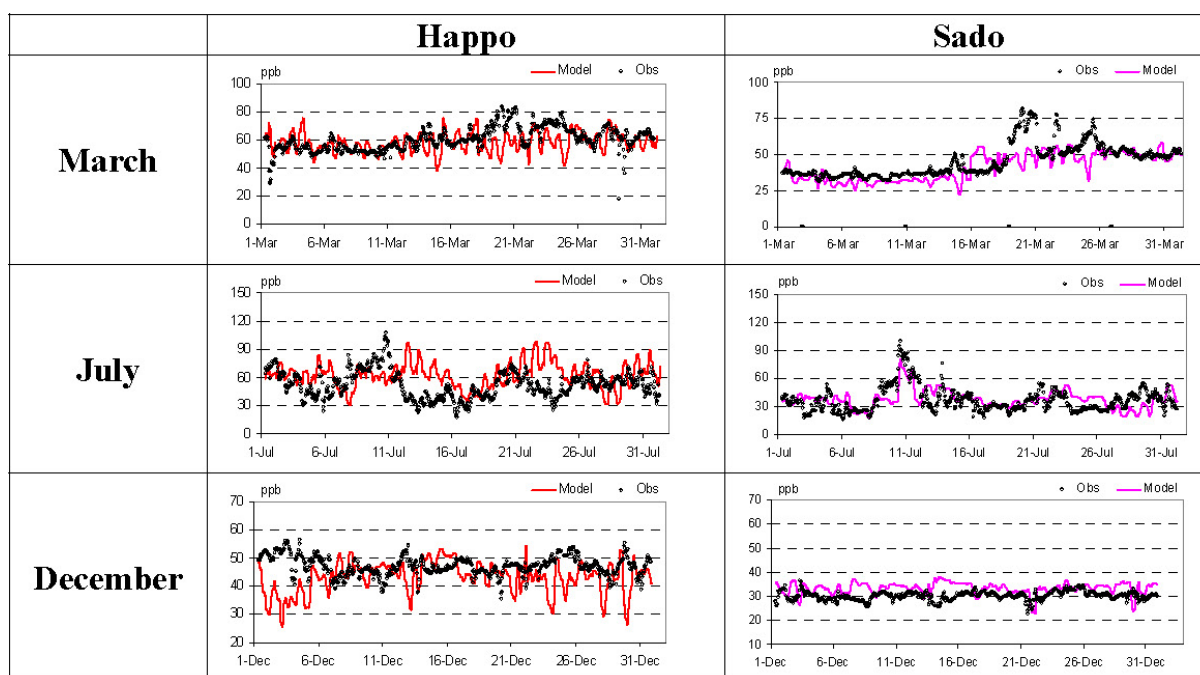 Happo
Sado
March
ppb
Model
Obs
100
80
60
40
20
0
1-Mar
6-Mar
11-Mar
16-Mar
21-Mar
26-Mar
31-Mar
ppb
Obs
Model
100
75
50
25
0
1-Mar
6-Mar
11-Mar
16-Mar
21-Mar
26-Mar
31-Mar
July
ppb
Model
Obs
150
120
90
60
30
0
1-Jul
6-Jul
11-Jul
16-Jul
21-Jul
26-Jul
31-Jul
ppb
Obs
Model
150
120
90
60
30
0
1-Jul
6-Jul
11-Jul
16-Jul
21-Jul
26-Jul
31-Jul
December
ppb
Model
Obs
70
60
50
40
30
20
1-Dec
6-Dec
11-Dec
16-Dec
21-Dec
26-Dec
31-Dec
ppb
Obs
Model
70
60
50
40
30
20
10
1-Dec
6-Dec
11-Dec
16-Dec
21-Dec
26-Dec
31-Dec